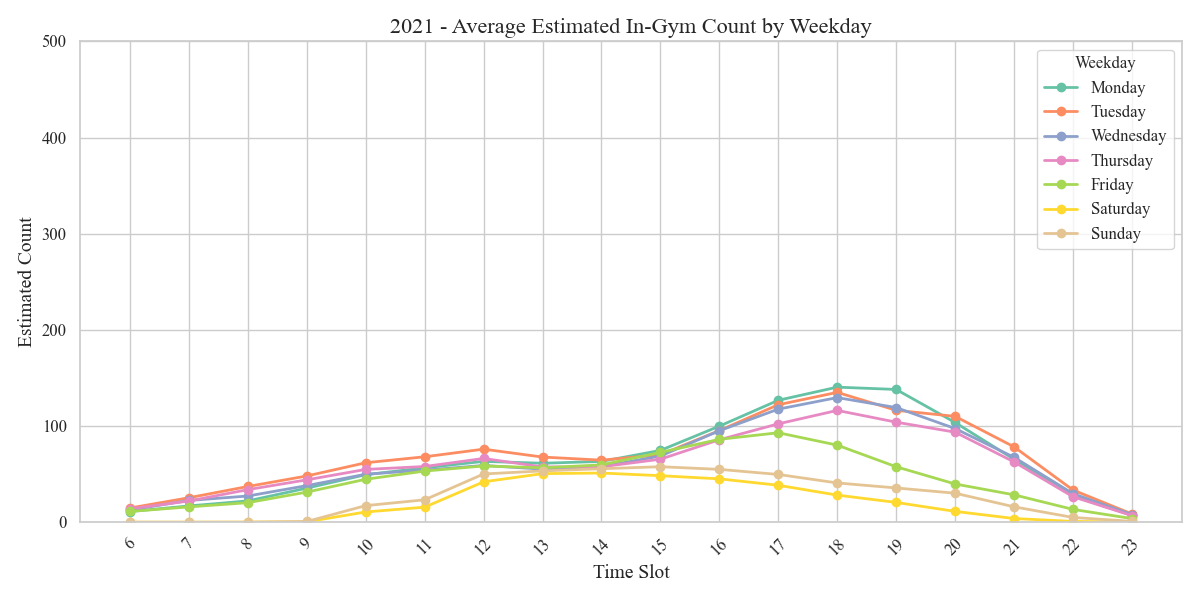 2021 - Average Estimated In-Gym Count by Weekday
500
400
300
200
100
0
Estimated Count
Weekday
Monday
Tuesday
Wednesday
Thursday
Friday
Saturday
Sunday
6 7 8 9 10 11 12 13 14 15 16 17 18 19 20 21 22 23
Time Slot